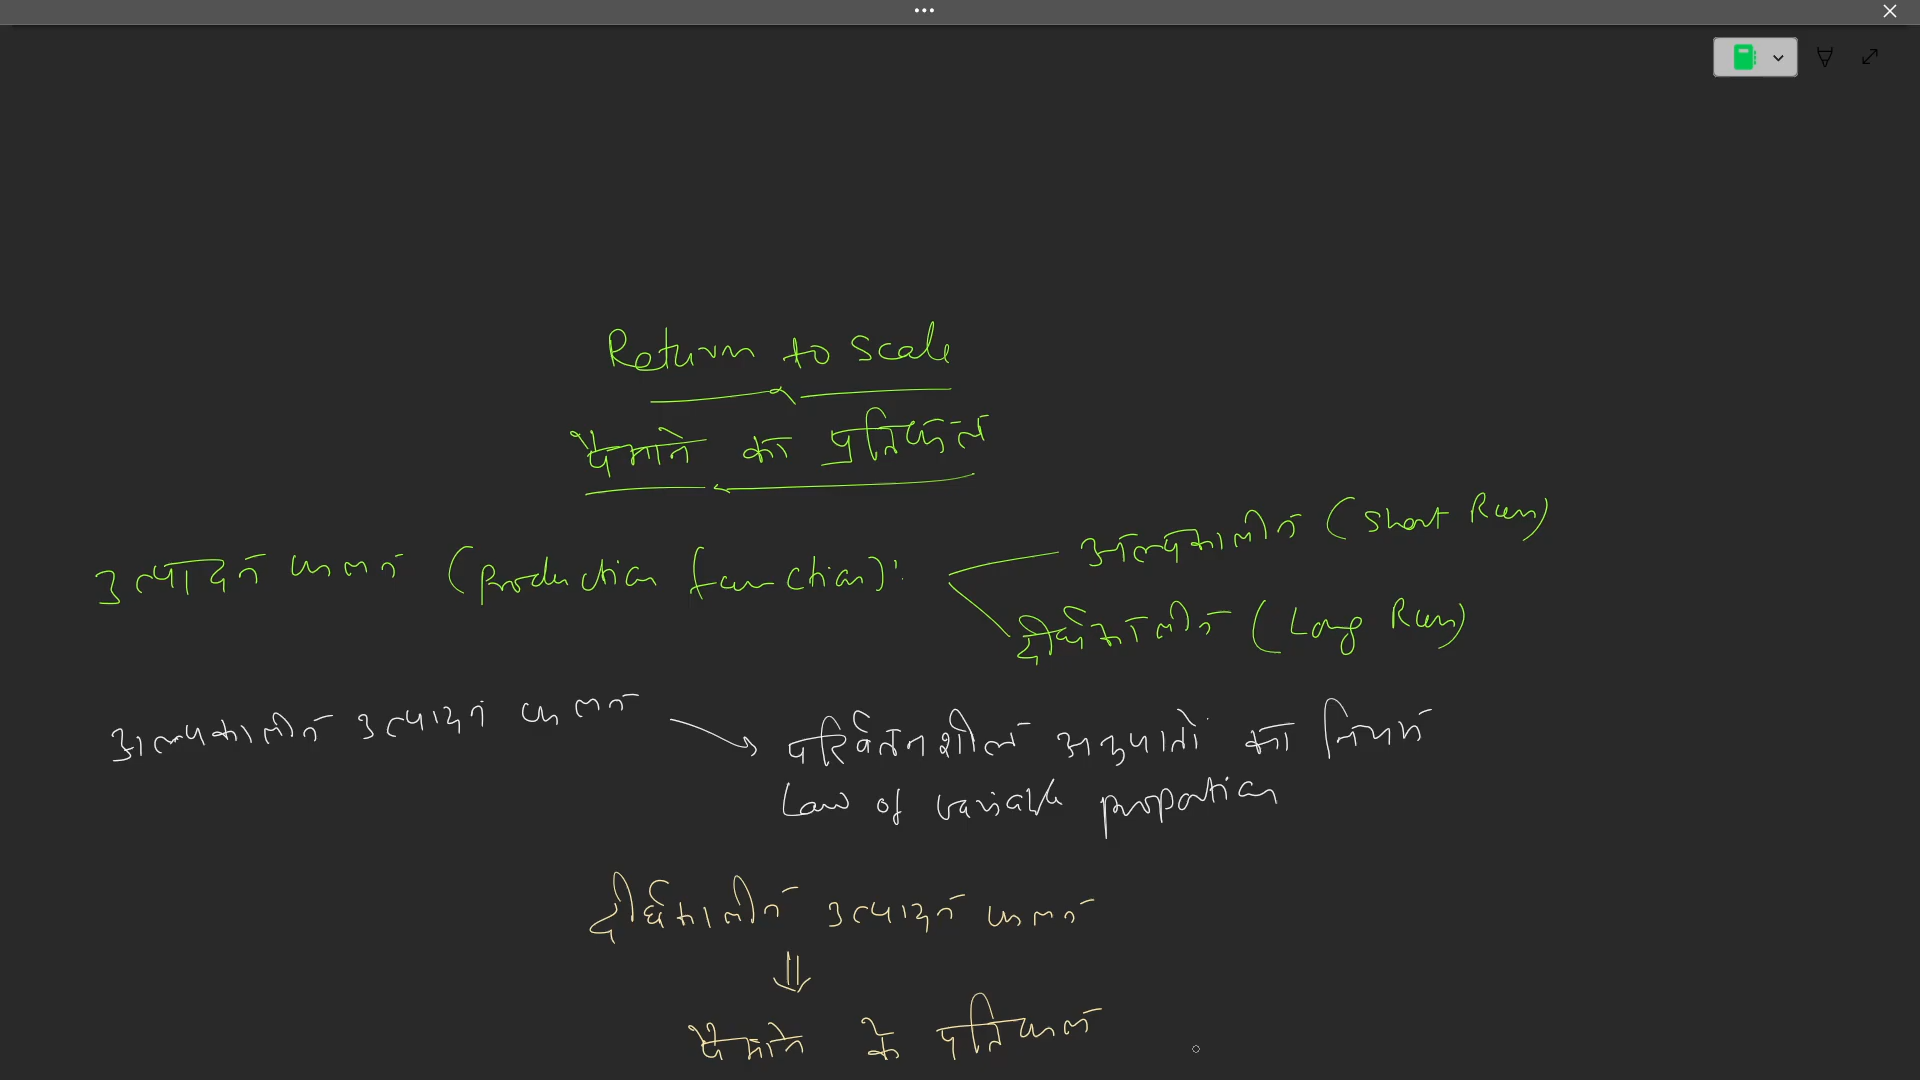 Return to scale
पैमाने का प्रतिफल
उत्पादन फलन (production function):
अल्पकालीन (Short Run)
दीर्घकालीन (Long Run)
अल्पकालीन उत्पादन फलन
परिवर्तनशील अनुपातों का नियम
Law of variable proportion
दीर्घकालीन उत्पादन फलन
पैमाने के प्रतिफल